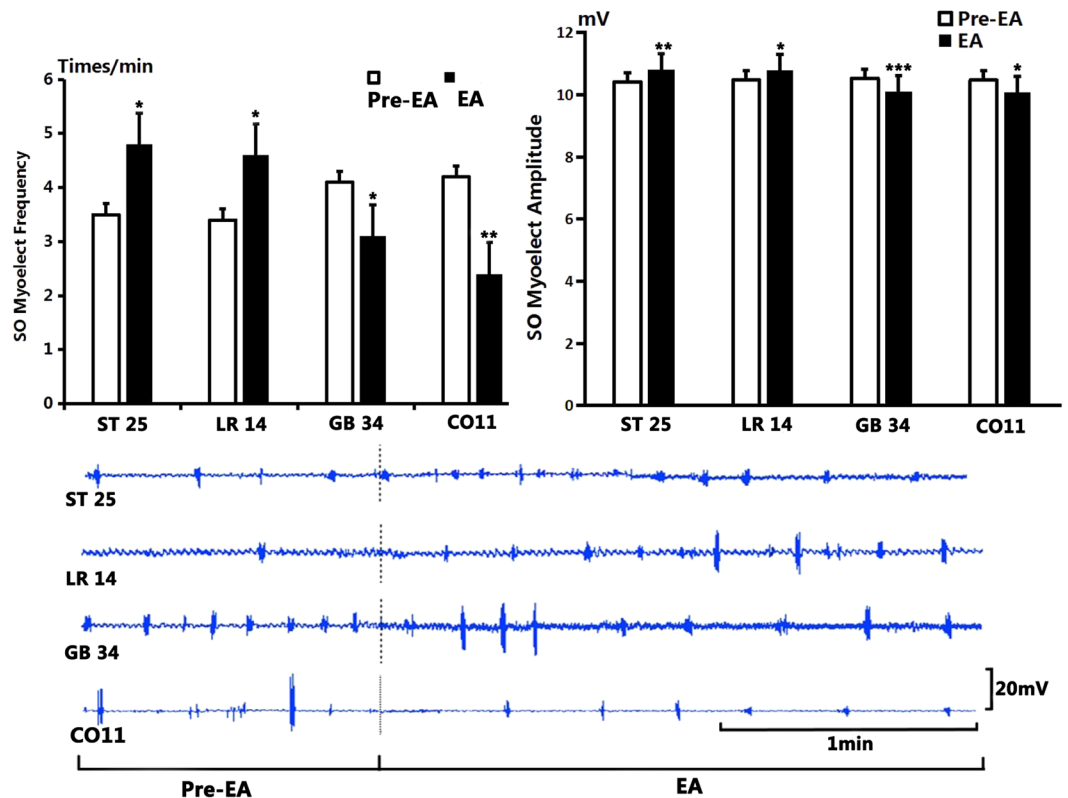 Times/min
6
5
4
3
2
1
0
SO Myoelect Frequency
Pre-EA EA
* * * **
ST 25 LR 14 GB 34 CO11
mV
12
10
8
6
4
2
0
SO Myoelect Amplitude
Pre-EA
EA
** * *** *
ST 25 LR 14 GB 34 CO11
ST 25
LR 14
GB 34
CO11
20mV
1min
Pre-EA EA